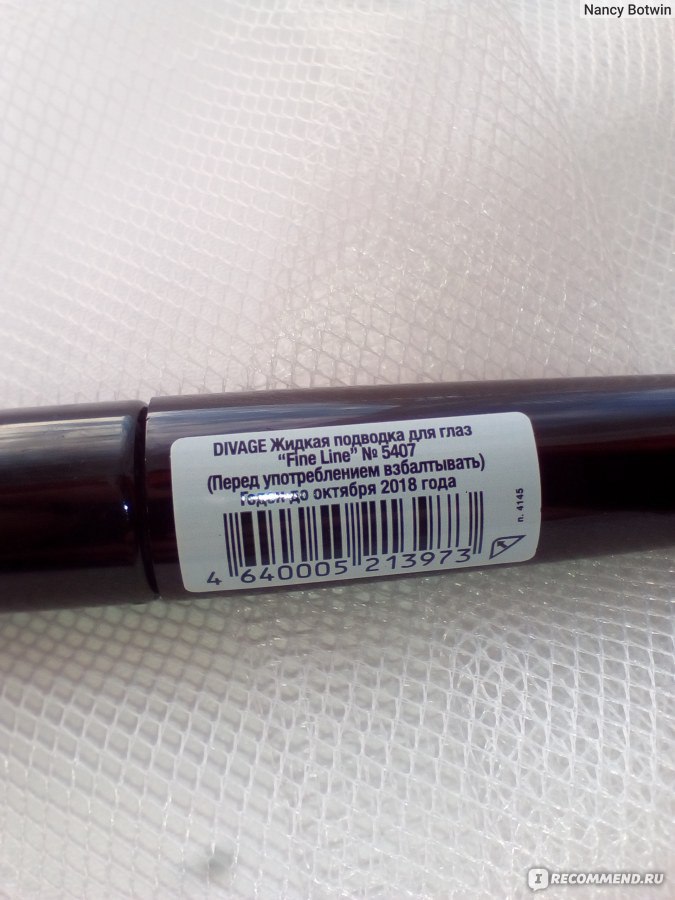 Nancy Botwin
DIVAGE Жидкая подводка для глаз
“Fine Line” № 5407
(Перед употреблением взбалтывать)
Годен до октября 2018 года
п. 4145
4 640005 213973
I RECOMMEND.RU